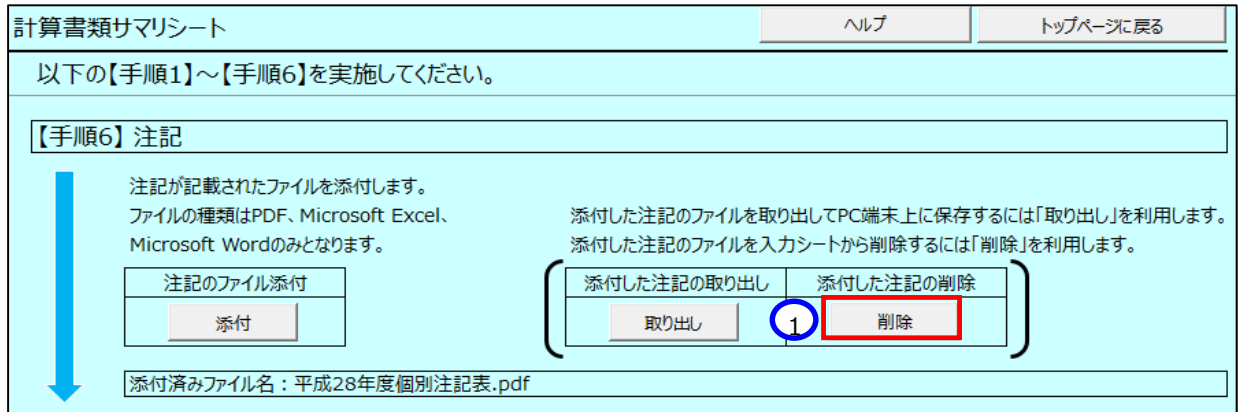 計算書類サマリシート
ヘルプ
トップページに戻る
以下の【手順1】～【手順6】を実施してください。
【手順6】 注記
注記が記載されたファイルを添付します。
ファイルの種類はPDF、Microsoft Excel、
Microsoft Wordのみとなります。
添付した注記のファイルを取り出してPC端末上に保存するには「取り出し」を利用します。
添付した注記のファイルを入力シートから削除するには「削除」を利用します。
注記のファイル添付
添付
添付した注記の取り出し
添付した注記の削除
取り出し
1
削除
添付済みファイル名：平成28年度個別注記表.pdf